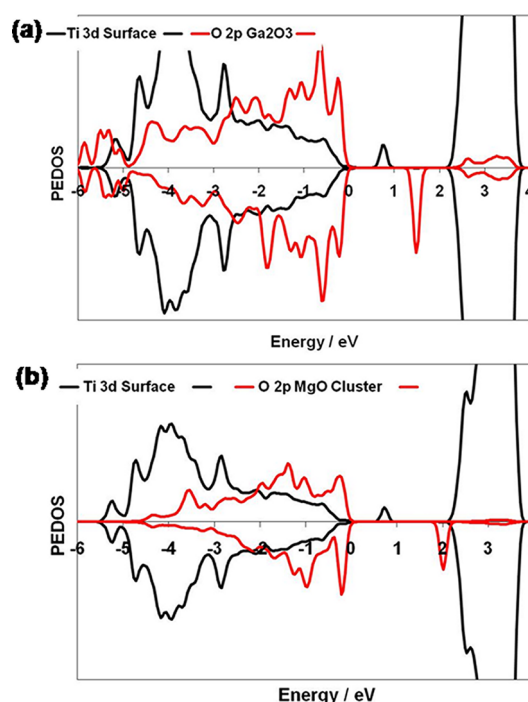 (a)
Ti 3d Surface O 2p Ga2O3
PEDOS
-6 -5 -4 -3 -2 -1 0 1 2 3 4
Energy / eV
(b)
Ti 3d Surface O 2p MgO Cluster
PEDOS
-6 -5 -4 -3 -2 -1 0 1 2 3
Energy / eV